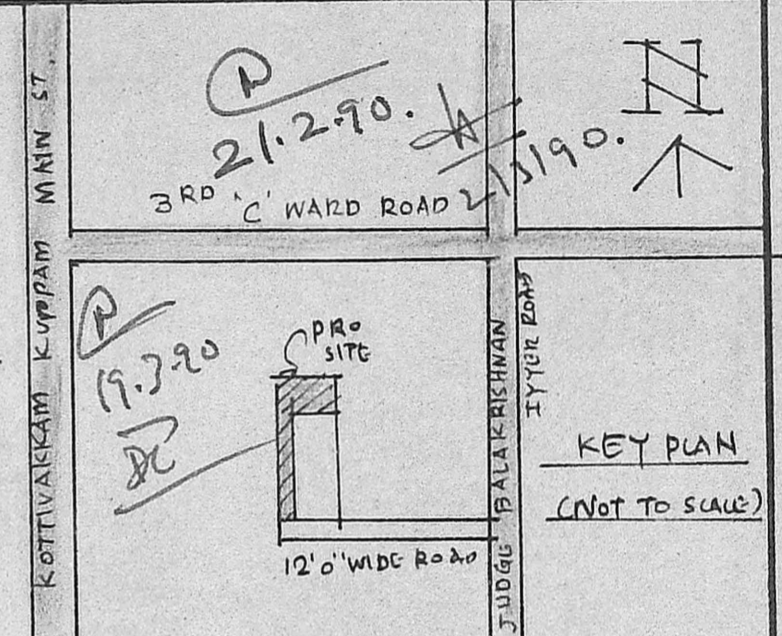 KOTTIVAKKAM KUPPAM MAIN ST.
21.2.90.
2/3/90.
N
3RD 'C' WARD ROAD
19.3.90
PRO
SITE
JUDGE BALAKRISHNAN
IYYER ROAD
KEY PLAN
(NOT TO SCALE)
12'0" WIDE ROAD